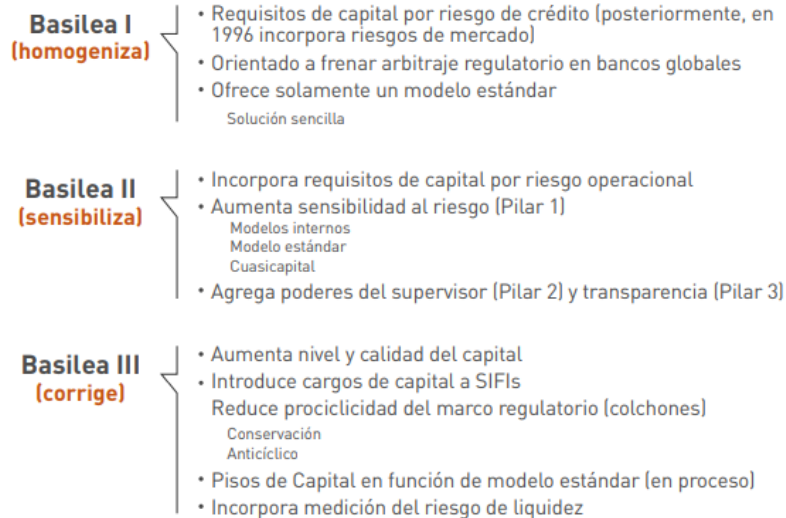 Basilea I
(homogeniza)
• Requisitos de capital por riesgo de crédito (posteriormente, en
1996 incorpora riesgos de mercado)
• Orientado a frenar arbitraje regulatorio en bancos globales
• Ofrece solamente un modelo estándar
Solución sencilla
Basilea II
(sensibiliza)
• Incorpora requisitos de capital por riesgo operacional
• Aumenta sensibilidad al riesgo (Pilar 1)
Modelos internos
Modelo estándar
Cuasicapital
• Agrega poderes del supervisor (Pilar 2) y transparencia (Pilar 3)
Basilea III
(corrige)
• Aumenta nivel y calidad del capital
• Introduce cargos de capital a SIFIs
Reduce prociclicidad del marco regulatorio (colchones)
Conservación
Anticíclico
• Pisos de Capital en función de modelo estándar (en proceso)
• Incorpora medición del riesgo de liquidez